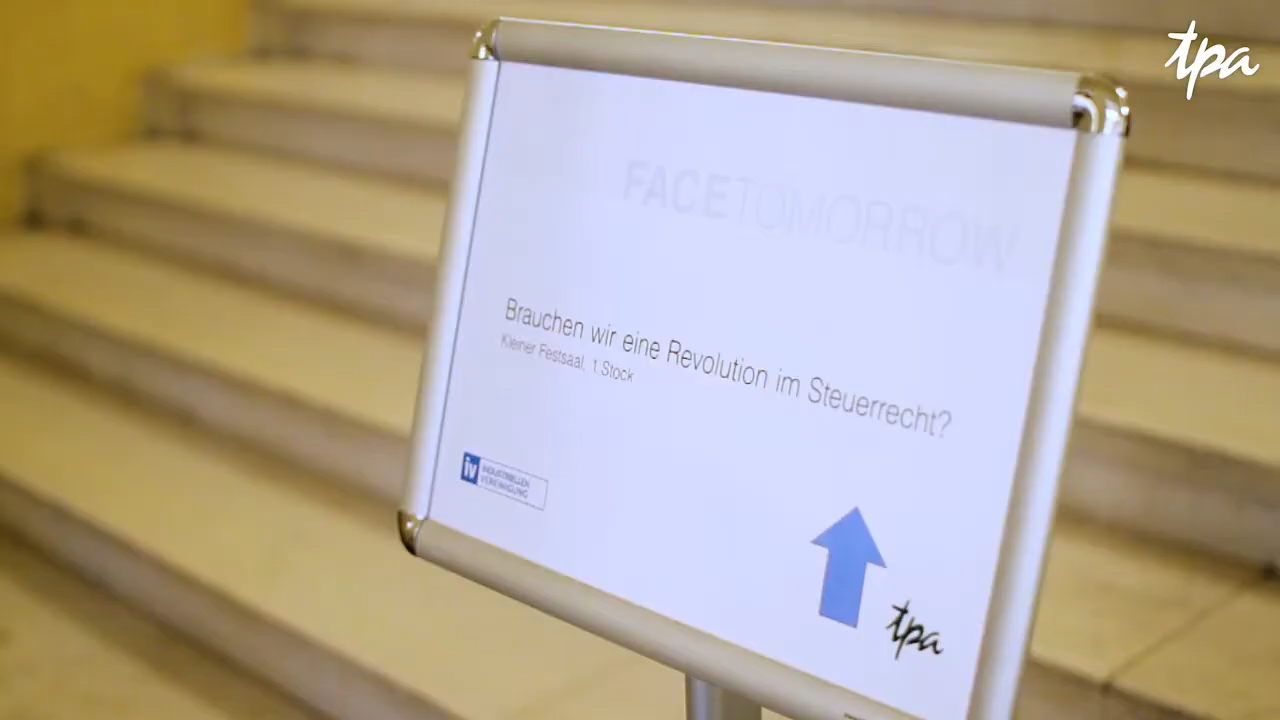 tpa
FACETOMORROW
Brauchen wir eine Revolution im Steuerrecht?
Kleiner Festsaal, 1.Stock
iv INDUSTRIELLEN
VEREINIGUNG
tpa